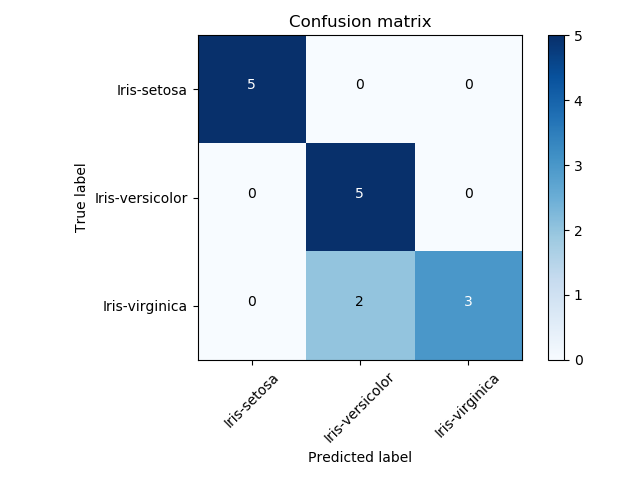 Confusion matrix
Iris-setosa 5 0 0
Iris-versicolor 0 5 0
Iris-virginica 0 2 3
True label
Iris-setosa Iris-versicolor Iris-virginica
Predicted label
5
4
3
2
1
0